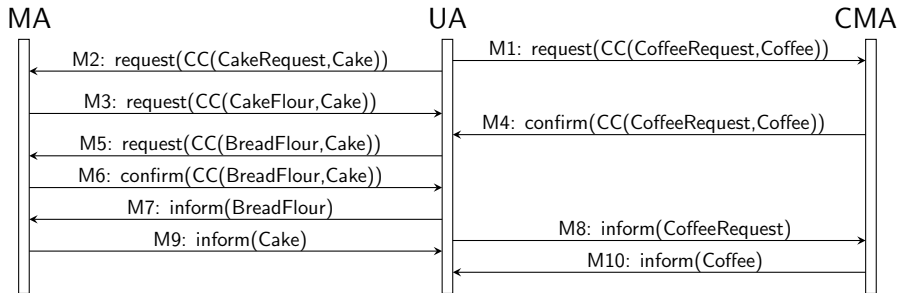 MA UA CMA
M1: request(CC(CoffeeRequest,Coffee))
M2: request(CC(CakeRequest,Cake))
M3: request(CC(CakeFlour,Cake))
M4: confirm(CC(CoffeeRequest,Coffee))
M5: request(CC(BreadFlour,Cake))
M6: confirm(CC(BreadFlour,Cake))
M7: inform(BreadFlour)
M8: inform(CoffeeRequest)
M9: inform(Cake)
M10: inform(Coffee)